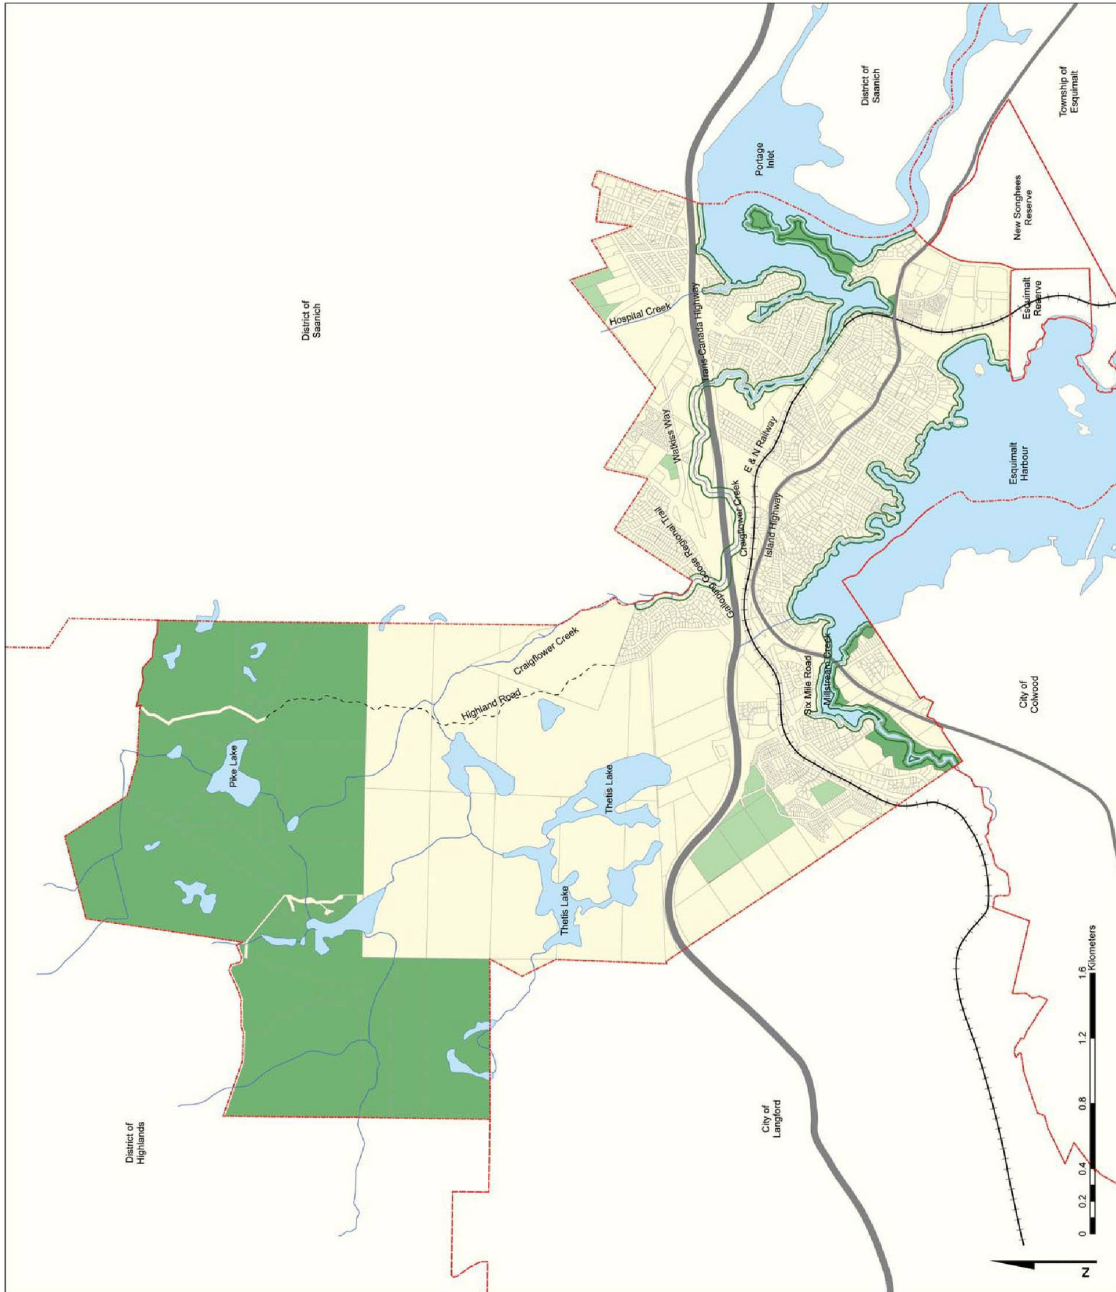 District of
Saanich
District of
Highlands
Pike Lake
Highland Road
Craigflower Creek
Thetis Lake
Thetis Lake
City of
Langford
Hospital Creek
Watkiss Way
Galloping Goose Regional Trail
Trans-Canada Highway
Craigflower Creek
E & N Railway
Island Highway
Six Mile Road
Millstream Creek
Portage
Inlet
District of
Saanich
Township of
Esquimalt
New Songhees
Reserve
Esquimalt
Reserve
Esquimalt
Harbour
City of
Colwood
0 0.2 0.4 0.8 1.2 1.6
Kilometers
N